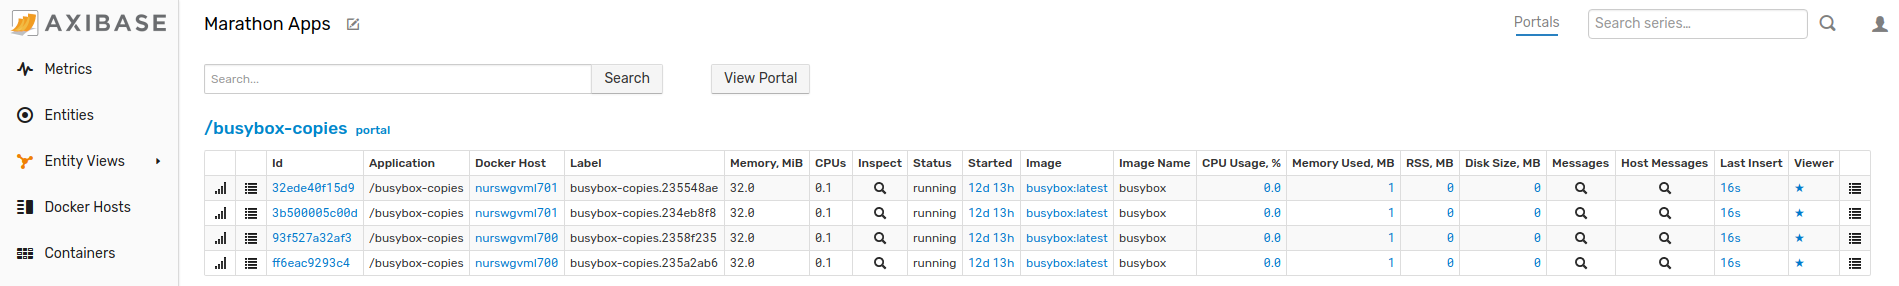 AXIBASE
Marathon Apps
Portals
Search series...
Metrics
Entities
Entity Views
Docker Hosts
Containers
Search...
Search
View Portal
/busybox-copies portal
Id Application Docker Host Label Memory, MiB CPUs Inspect Status Started Image Image Name CPU Usage, % Memory Used, MB RSS, MB Disk Size, MB Messages Host Messages Last Insert Viewer
32ede40f15d9 /busybox-copies nurswgvml701 busybox-copies.235548ae 32.0 0.1 running 12d 13h busybox:latest busybox 0.0 1 0 0 16s
3b500005c00d /busybox-copies nurswgvml701 busybox-copies.234eb8f8 32.0 0.1 running 12d 13h busybox:latest busybox 0.0 1 0 0 16s
93f527a32af3 /busybox-copies nurswgvml700 busybox-copies.2358f235 32.0 0.1 running 12d 13h busybox:latest busybox 0.0 1 0 0 16s
ff6eac9293c4 /busybox-copies nurswgvml700 busybox-copies.235a2ab6 32.0 0.1 running 12d 13h busybox:latest busybox 0.0 1 0 0 16s